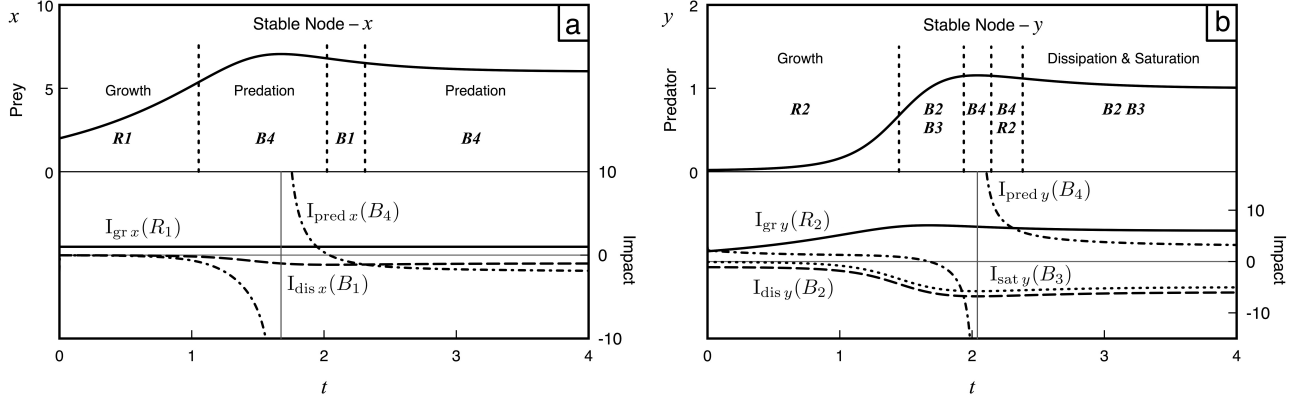 x
10
Stable Node – x
a
Prey
5
Growth
Predation
Predation
R1
B4
B1
B4
0
10
I_pred x(B_4)
I_gr x(R_1)
0
Impact
I_dis x(B_1)
-10
0
1
2
3
4
t
y
2
Stable Node – y
b
Growth
Dissipation & Saturation
Predator
1
R2
B2
B3
B4
B4
R2
B2 B3
0
I_pred y(B_4)
I_gr y(R_2)
10
0
Impact
I_sat y(B_3)
I_dis y(B_2)
-10
0
1
2
3
4
t